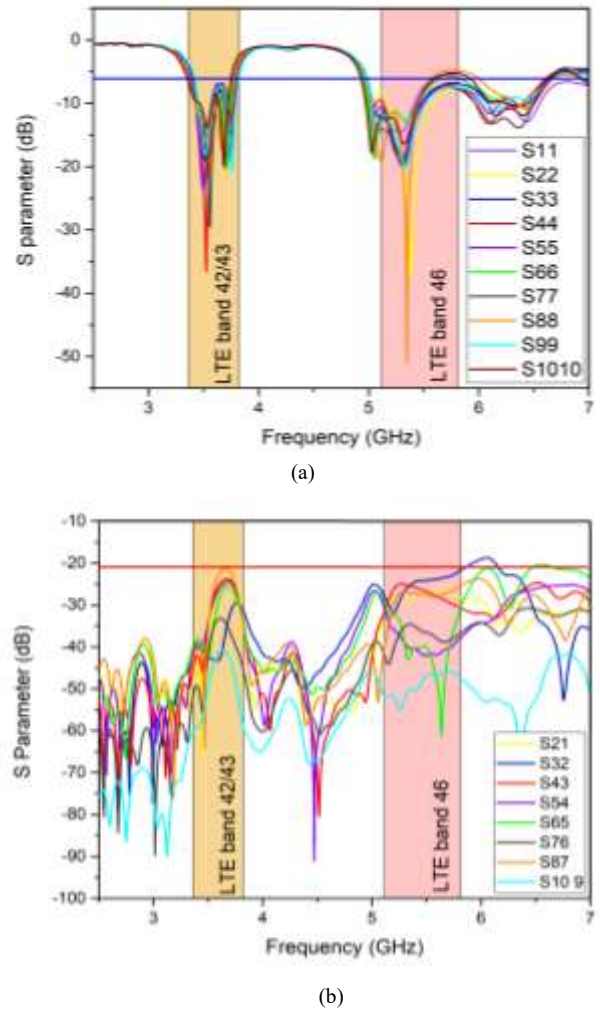 0
-10
-20
-30
-40
-50
S parameter (dB)
LTE band 42/43
LTE band 46
S11
S22
S33
S44
S55
S66
S77
S88
S99
S1010
3
4
5
6
7
Frequency (GHz)
(a)
-10
-20
-30
-40
-50
-60
-70
-80
-90
-100
S Parameter (dB)
LTE band 42/43
LTE band 46
S21
S32
S43
S54
S65
S76
S87
S10 9
3
4
5
6
7
Frequency (GHz)
(b)